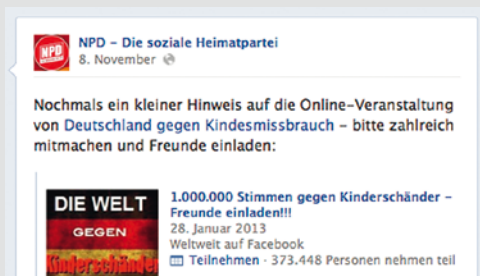 NPD
NPD – Die soziale Heimatpartei
8. November
Nochmals ein kleiner Hinweis auf die Online-Veranstaltung
von Deutschland gegen Kindesmissbrauch – bitte zahlreich
mitmachen und Freunde einladen:
DIE WELT
GEGEN
Kinderschänder
1.000.000 Stimmen gegen Kinderschänder –
Freunde einladen!!!
28. Januar 2013
Weltweit auf Facebook
Teilnehmen · 373.448 Personen nehmen teil